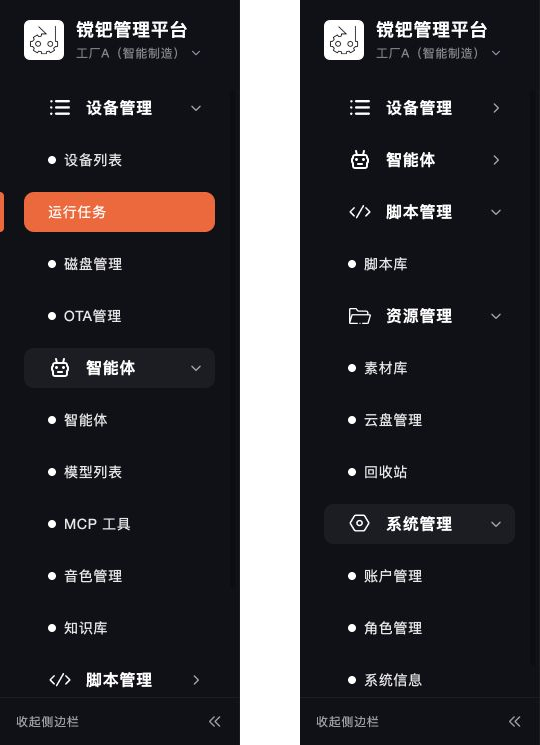 镋钯管理平台
工厂A（智能制造）
设备管理
设备列表
运行任务
磁盘管理
OTA管理
智能体
智能体
模型列表
MCP 工具
音色管理
知识库
脚本管理
收起侧边栏
镋钯管理平台
工厂A（智能制造）
设备管理
智能体
脚本管理
脚本库
资源管理
素材库
云盘管理
回收站
系统管理
账户管理
角色管理
系统信息
收起侧边栏